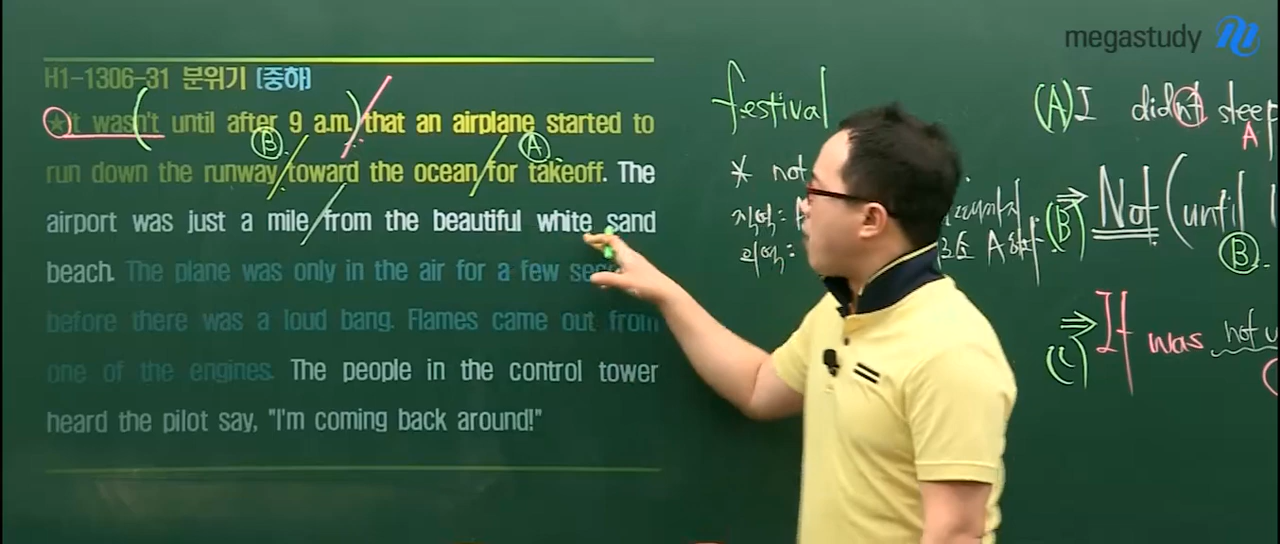 megastudy
H1-1306-31 분위기 [중하]
★It wasn't until after 9 a.m. that an airplane started to
run down the runway toward the ocean for takeoff. The
airport was just a mile from the beautiful white sand
beach. The plane was only in the air for a few
before there was a loud bang. Flames came out from
one of the engines. The people in the control tower
heard the pilot say, "I'm coming back around!"
B
A
festival
* not
직역:
의역:
A
(A) I didn't sleep
A
(B) ⇒ Not (until
B
(C) ⇒ It was not